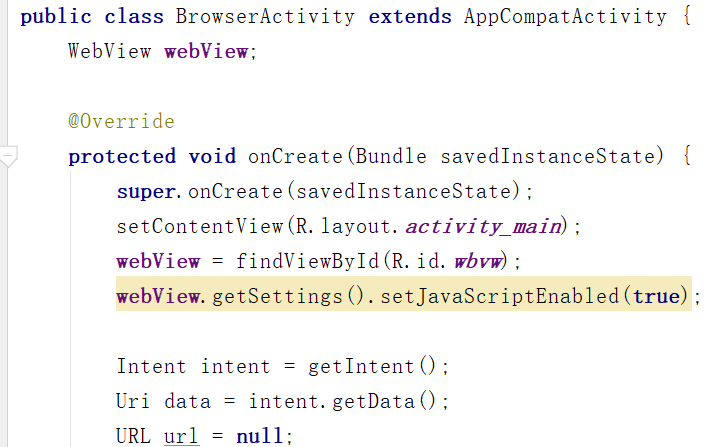 public class BrowserActivity extends AppCompatActivity {
WebView webView;
@Override
protected void onCreate(Bundle savedInstanceState) {
super.onCreate(savedInstanceState);
setContentView(R.layout.activity_main);
webView = findViewById(R.id.wbvw);
webView.getSettings().setJavaScriptEnabled(true);
Intent intent = getIntent();
Uri data = intent.getData();
URL url = null;